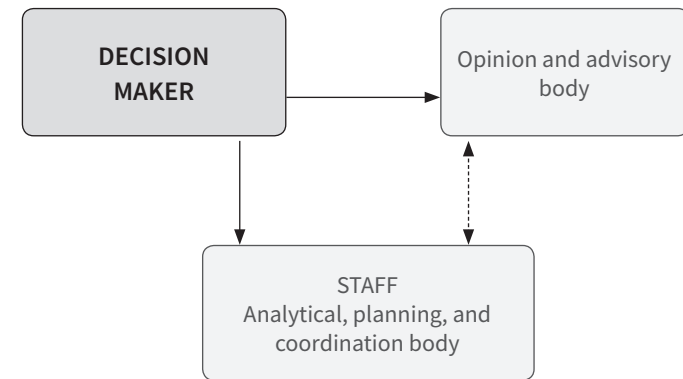 DECISION
MAKER
Opinion and advisory
body
STAFF
Analytical, planning, and
coordination body